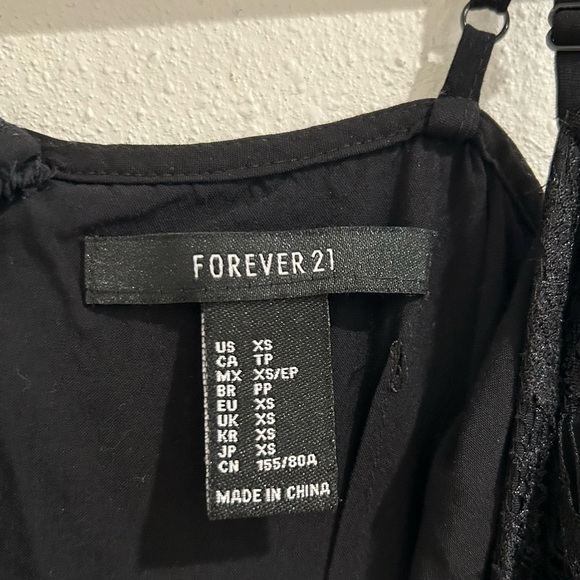 FOREVER 21
US XS
CA TP
MX XS/EP
BR PP
EU XS
UK XS
KR XS
JP XS
CN 155/80A
MADE IN CHINA